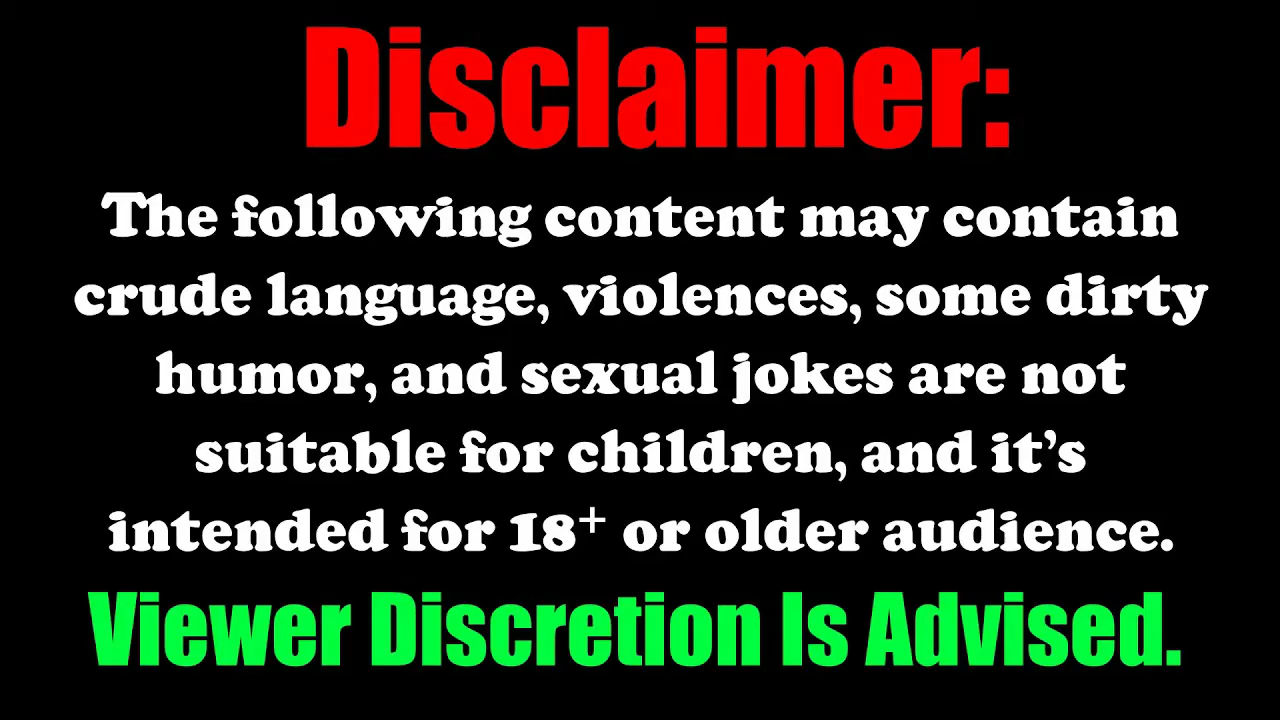 Disclaimer:
The following content may contain
crude language, violences, some dirty
humor, and sexual jokes are not
suitable for children, and it’s
intended for 18⁺ or older audience.
Viewer Discretion Is Advised.